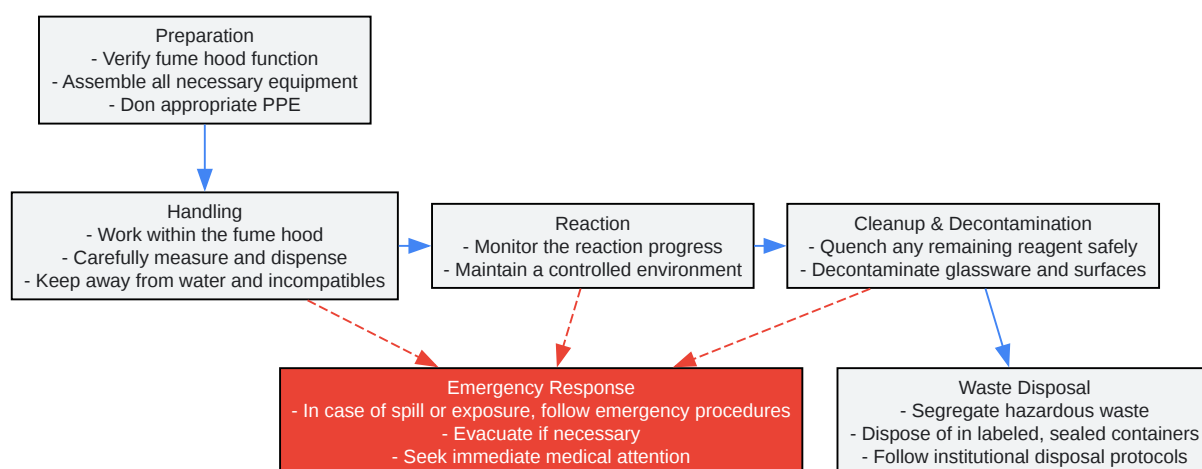 Preparation
- Verify fume hood function
- Assemble all necessary equipment
- Don appropriate PPE
Handling
- Work within the fume hood
- Carefully measure and dispense
- Keep away from water and incompatibles
Reaction
- Monitor the reaction progress
- Maintain a controlled environment
Cleanup & Decontamination
- Quench any remaining reagent safely
- Decontaminate glassware and surfaces
Emergency Response
- In case of spill or exposure, follow emergency procedures
- Evacuate if necessary
- Seek immediate medical attention
Waste Disposal
- Segregate hazardous waste
- Dispose of in labeled, sealed containers
- Follow institutional disposal protocols